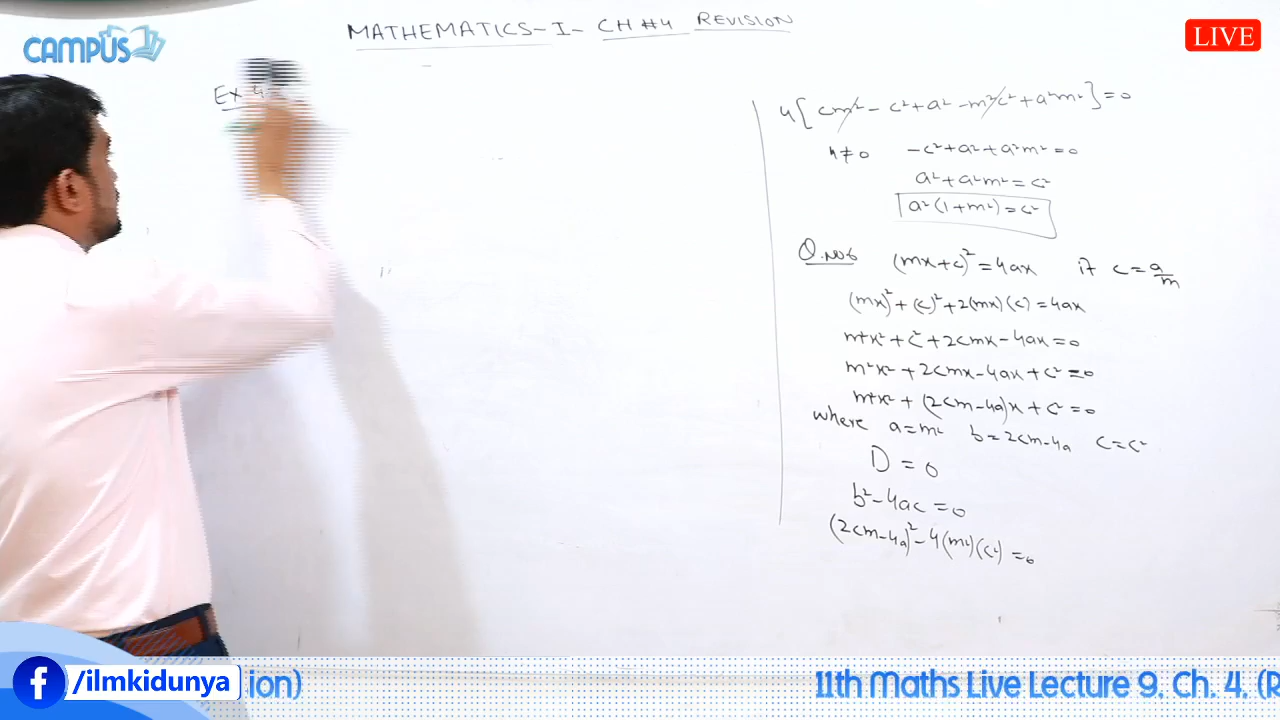 MATHEMATICS-I- CH #4 REVISION
CAMPUS
LIVE
Ex 4
4[cm² - c² + a² - m²c² + a²m²] = 0
4 ≠ 0 -c² + a² + a²m² = 0
a² + a²m² = c²
a²(1+m²) = c²
Q.NO6 (mx+c)² = 4ax if c = a/m
(mx)² + (c)² + 2(mx)(c) = 4ax
m²x² + c² + 2cmx - 4ax = 0
m²x² + 2cmx - 4ax + c² = 0
m²x² + (2cm-4a)x + c² = 0
where a = m² b = 2cm-4a c = c²
D = 0
b² - 4ac = 0
(2cm-4a)² - 4(m²)(c²) = 0
/ilmkidunya
ion) 11th Maths Live Lecture 9, Ch. 4, (R